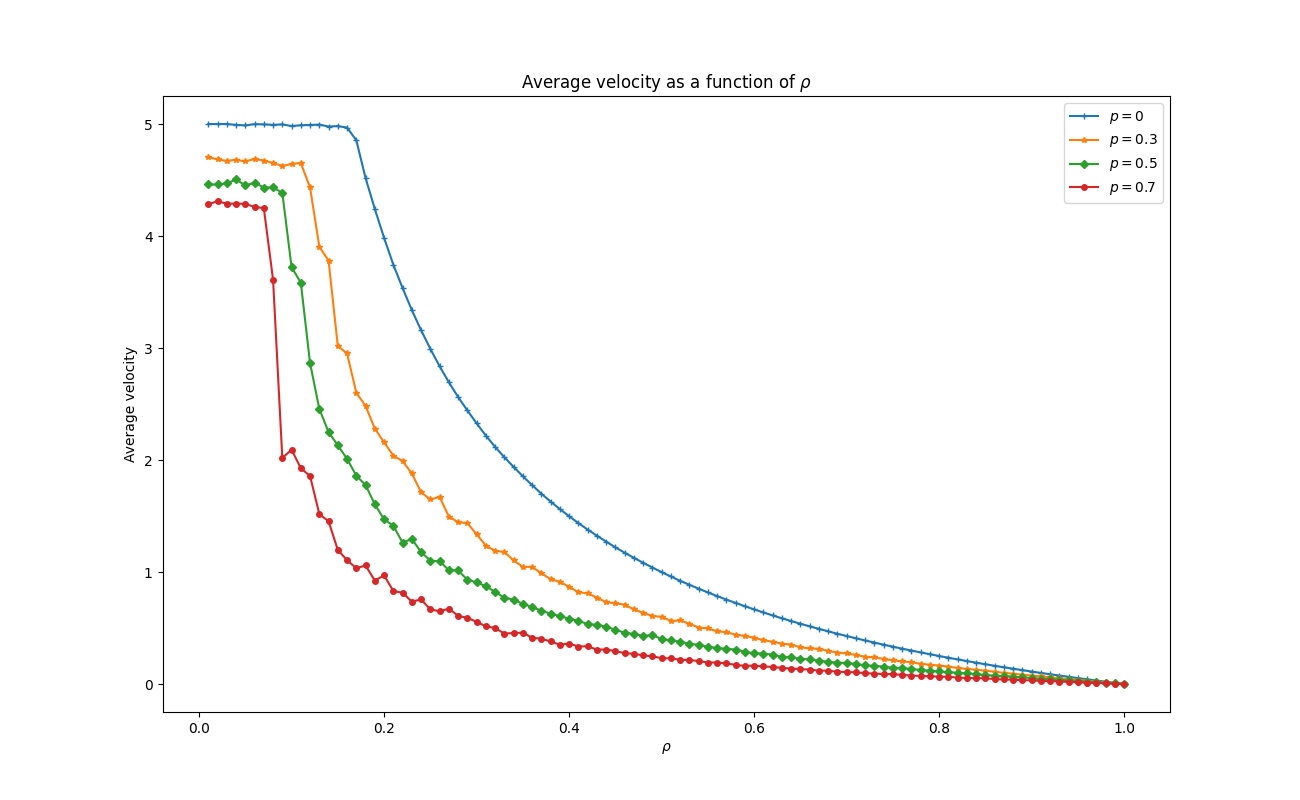 Average velocity as a function of ρ
5
4
3
2
1
0
Average velocity
p = 0
p = 0.3
p = 0.5
p = 0.7
0.0 0.2 0.4 0.6 0.8 1.0
ρ